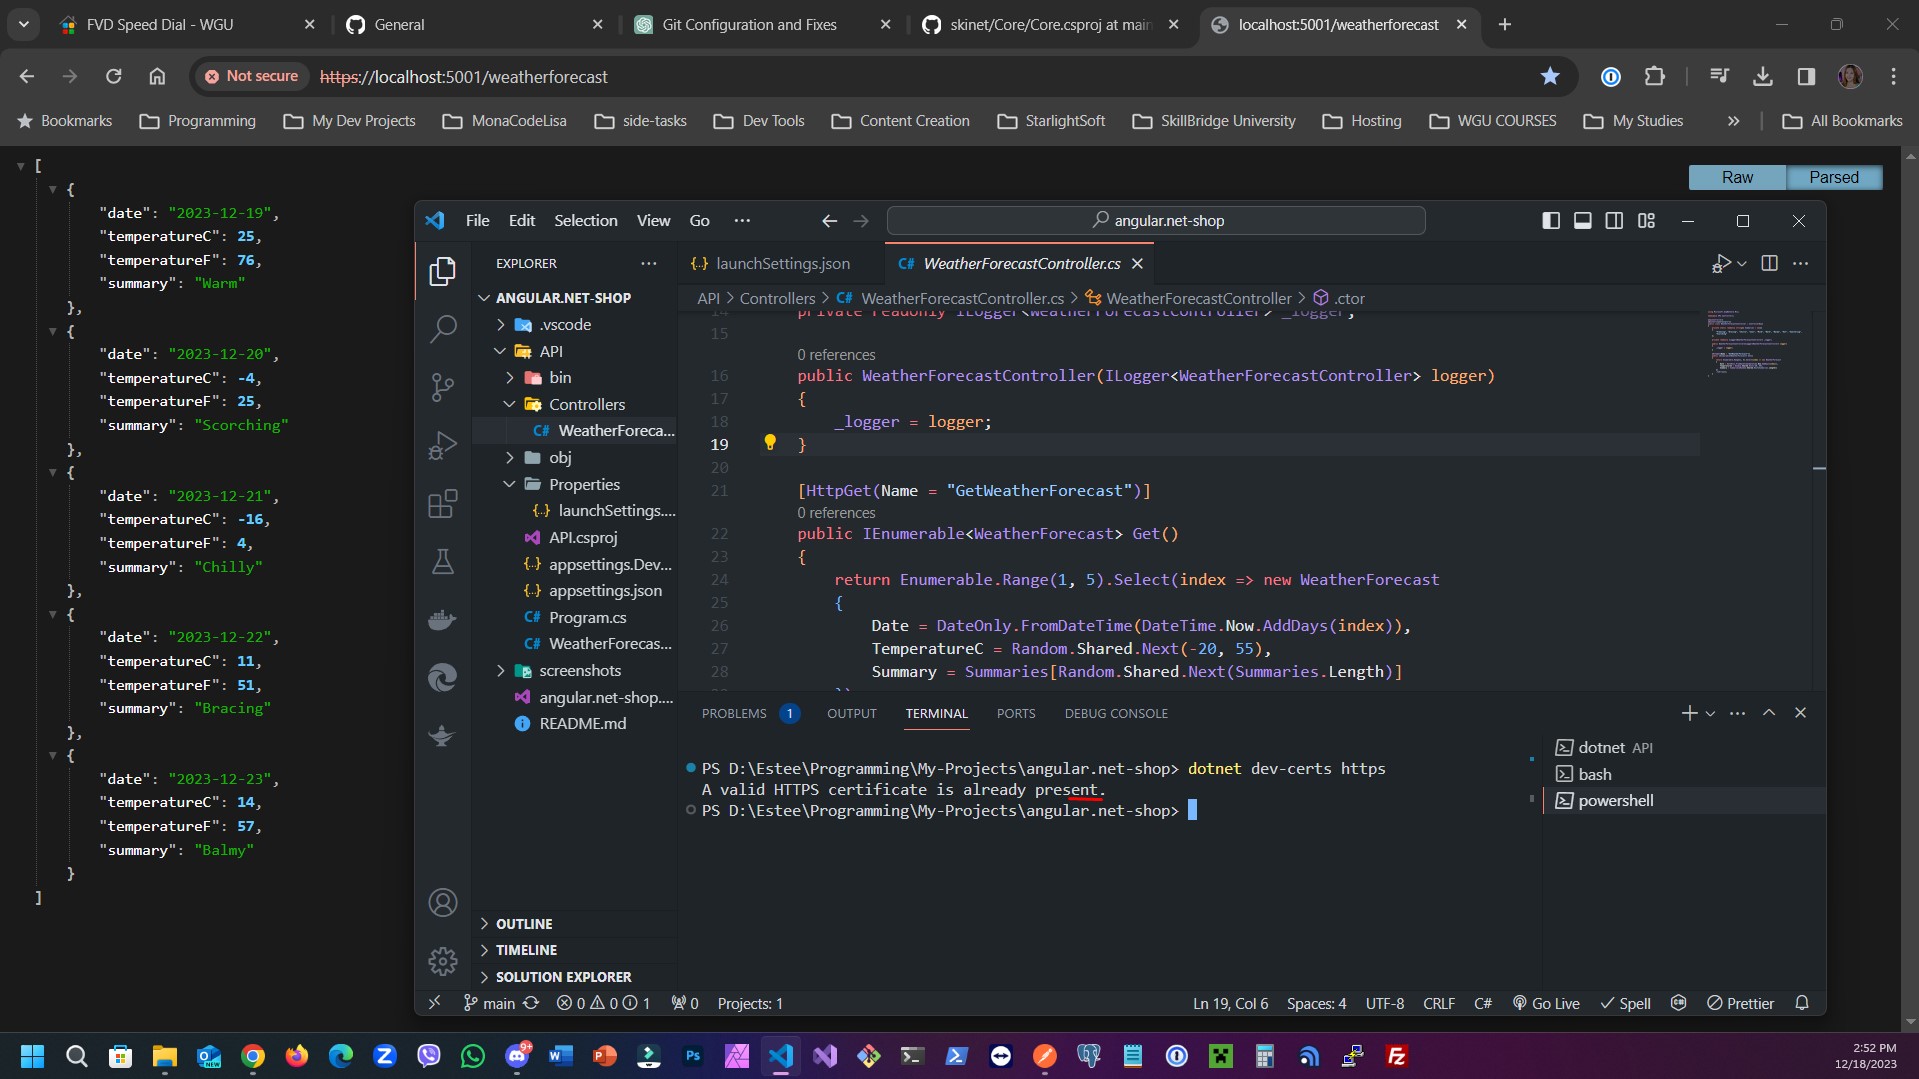 FVD Speed Dial - WGU
General
Git Configuration and Fixes
skinet/Core/Core.csproj at main
localhost:5001/weatherforecast
Not secure
https://localhost:5001/weatherforecast
Bookmarks
Programming
My Dev Projects
MonaCodeLisa
side-tasks
Dev Tools
Content Creation
StarlightSoft
SkillBridge University
Hosting
WGU COURSES
My Studies
»
All Bookmarks
Raw
Parsed
[
{
"date": "2023-12-19",
"temperatureC": 25,
"temperatureF": 76,
"summary": "Warm"
},
{
"date": "2023-12-20",
"temperatureC": -4,
"temperatureF": 25,
"summary": "Scorching"
},
{
"date": "2023-12-21",
"temperatureC": -16,
"temperatureF": 4,
"summary": "Chilly"
},
{
"date": "2023-12-22",
"temperatureC": 11,
"temperatureF": 51,
"summary": "Bracing"
},
{
"date": "2023-12-23",
"temperatureC": 14,
"temperatureF": 57,
"summary": "Balmy"
}
]
File Edit Selection View Go ···
angular.net-shop
EXPLORER
ANGULAR.NET-SHOP
.vscode
API
bin
Controllers
C# WeatherForeca...
obj
Properties
{..} launchSettings....
API.csproj
{..} appsettings.Dev...
{..} appsettings.json
C# Program.cs
C# WeatherForecas...
screenshots
angular.net-shop....
README.md
OUTLINE
TIMELINE
SOLUTION EXPLORER
{..} launchSettings.json
C# WeatherForecastController.cs
API > Controllers > C# WeatherForecastController.cs > WeatherForecastController > .ctor
14 private readonly ILogger<WeatherForecastController> _logger;
15
0 references
16 public WeatherForecastController(ILogger<WeatherForecastController> logger)
17 {
18 _logger = logger;
19 }
20
21 [HttpGet(Name = "GetWeatherForecast")]
0 references
22 public IEnumerable<WeatherForecast> Get()
23 {
24 return Enumerable.Range(1, 5).Select(index => new WeatherForecast
25 {
26 Date = DateOnly.FromDateTime(DateTime.Now.AddDays(index)),
27 TemperatureC = Random.Shared.Next(-20, 55),
28 Summary = Summaries[Random.Shared.Next(Summaries.Length)]
PROBLEMS 1 OUTPUT TERMINAL PORTS DEBUG CONSOLE
PS D:\Estee\Programming\My-Projects\angular.net-shop> dotnet dev-certs https
A valid HTTPS certificate is already present.
PS D:\Estee\Programming\My-Projects\angular.net-shop>
dotnet API
bash
powershell
main 0 0 1 0 Projects: 1
Ln 19, Col 6 Spaces: 4 UTF-8 CRLF C# Go Live Spell Prettier
2:52 PM
12/18/2023